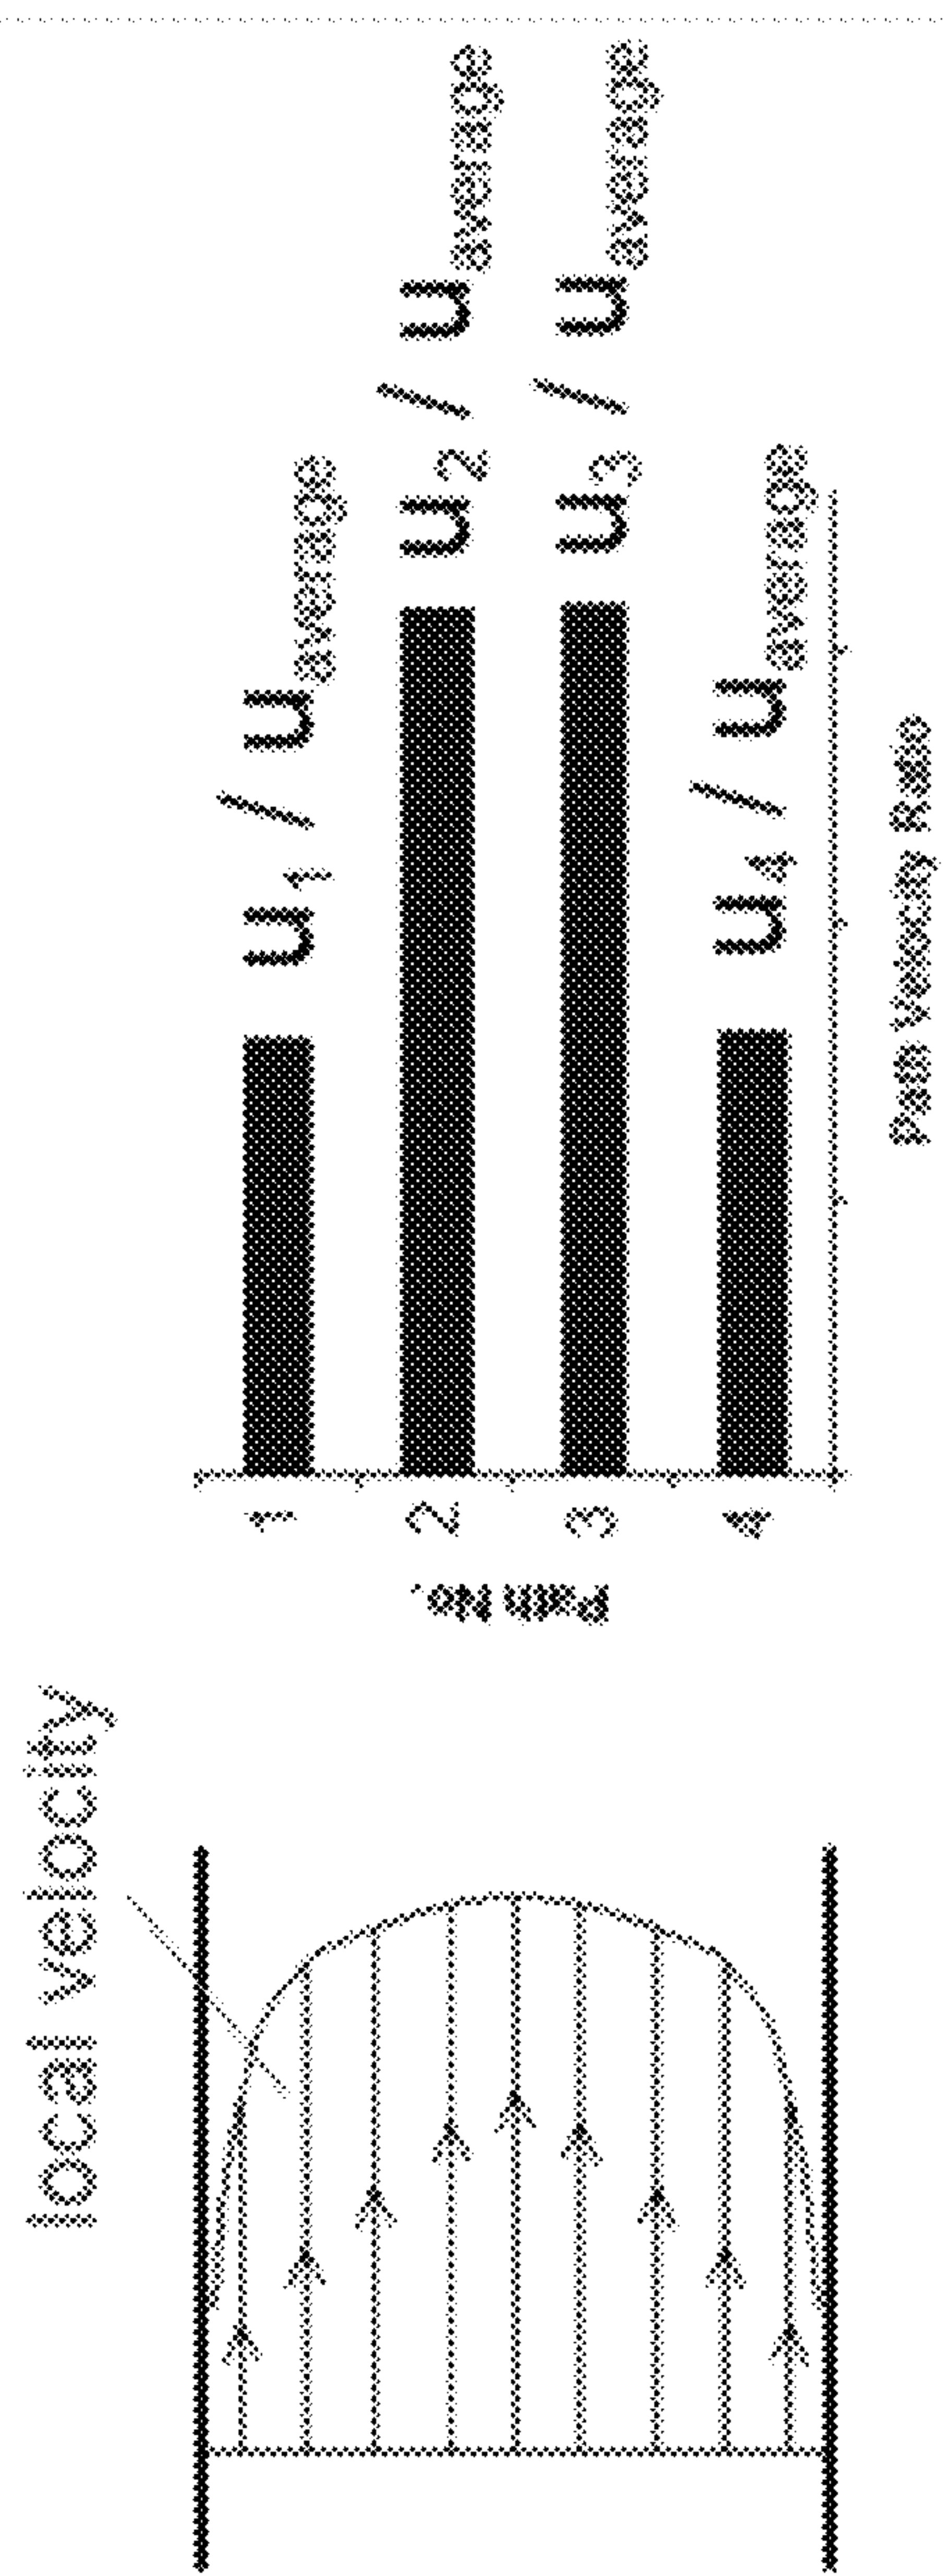 local velocity
Path No.
1
2
3
4
u1 / uaverage
u2 / uaverage
u3 / uaverage
u4 / uaverage
Path Velocity Ratio